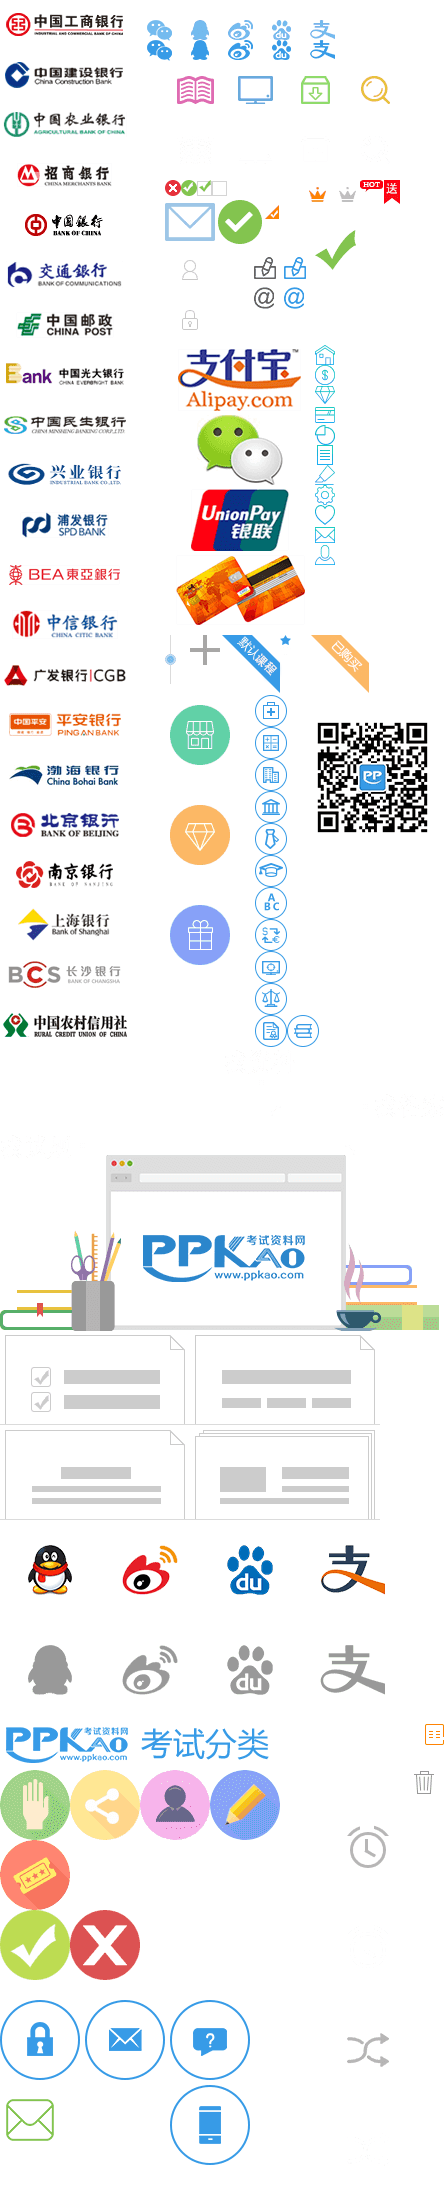 中国工商银行
INDUSTRIAL AND COMMERCIAL BANK OF CHINA
中国建设银行
China Construction Bank
中国农业银行
AGRICULTURAL BANK OF CHINA
招商银行
CHINA MERCHANTS BANK
中国银行
BANK OF CHINA
交通银行
BANK OF COMMUNICATIONS
中国邮政
CHINA POST
Bank 中国光大银行
CHINA EVERBRIGHT BANK
中国民生银行
CHINA MINSHENG BANKING CORP.,LTD.
兴业银行
INDUSTRIAL BANK CO.,LTD.
浦发银行
SPD BANK
BEA東亞銀行
中信银行
CHINA CITIC BANK
广发银行|CGB
中国平安 平安银行
PING AN BANK
渤海银行
China Bohai Bank
北京银行
BANK OF BEIJING
南京银行
BANK OF NANJING
上海银行
Bank of Shanghai
BCS 长沙银行
BANK OF CHANGSHA
中国农村信用社
RURAL CREDIT UNION OF CHINA
支
du
支
du
HOT
送
@ @
支付宝™
Alipay.com
UnionPay
银联
默认课程
已购买
PP
A
B C
PPKAO 考试资料网
www.ppkao.com
du
支
du
支
PPKAO 考试资料网
www.ppkao.com
考试分类
?